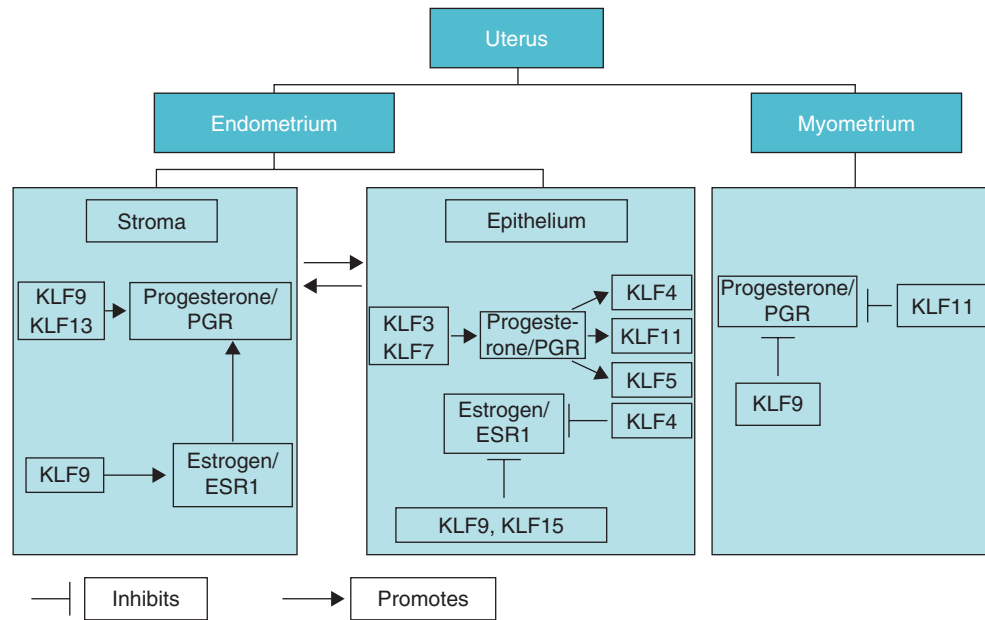 Uterus
Endometrium
Myometrium
Stroma
KLF9
KLF13
Progesterone/
PGR
KLF9
Estrogen/
ESR1
Epithelium
KLF3
KLF7
Progeste-
rone/PGR
KLF4
KLF11
KLF5
Estrogen/
ESR1
KLF4
KLF9, KLF15
Progesterone/
PGR
KLF11
KLF9
Inhibits
Promotes